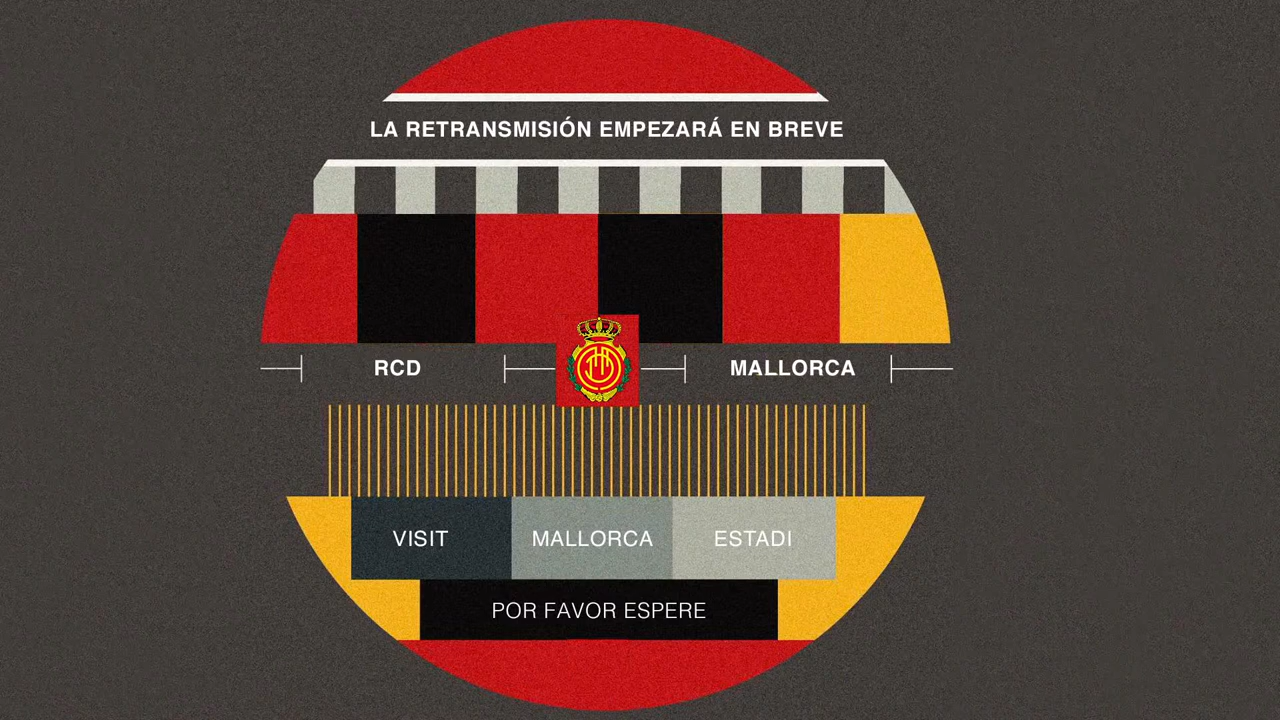 LA RETRANSMISIÓN EMPEZARÁ EN BREVE
RCD MALLORCA
VISIT MALLORCA ESTADI
POR FAVOR ESPERE